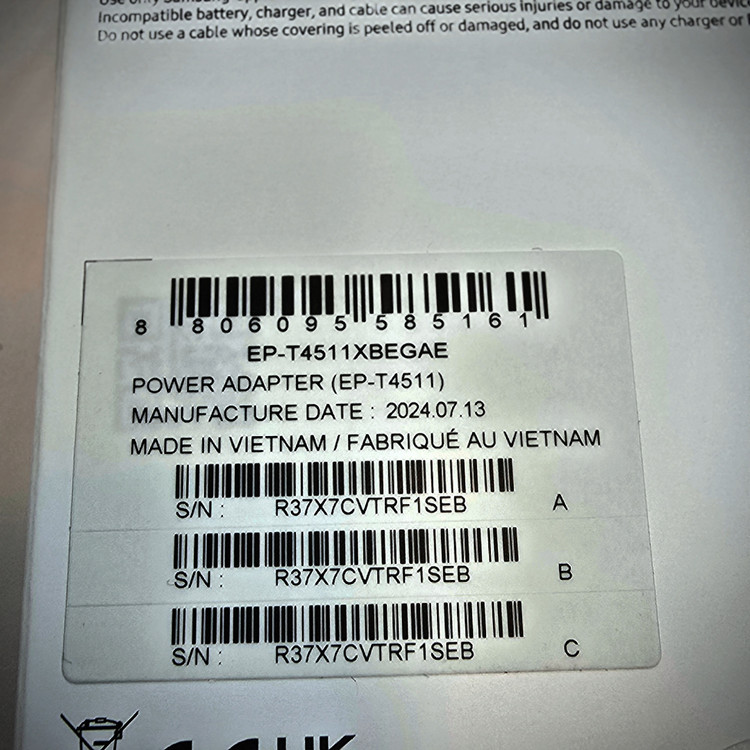 Incompatible battery, charger, and cable can cause serious injuries or damage to your
Do not use a cable whose covering is peeled off or damaged, and do not use any charger or
8 806095 585161
EP-T4511XBEGAE
POWER ADAPTER (EP-T4511)
MANUFACTURE DATE : 2024.07.13
MADE IN VIETNAM / FABRIQUÉ AU VIETNAM
S/N : R37X7CVTRF1SEB A
S/N : R37X7CVTRF1SEB B
S/N : R37X7CVTRF1SEB C